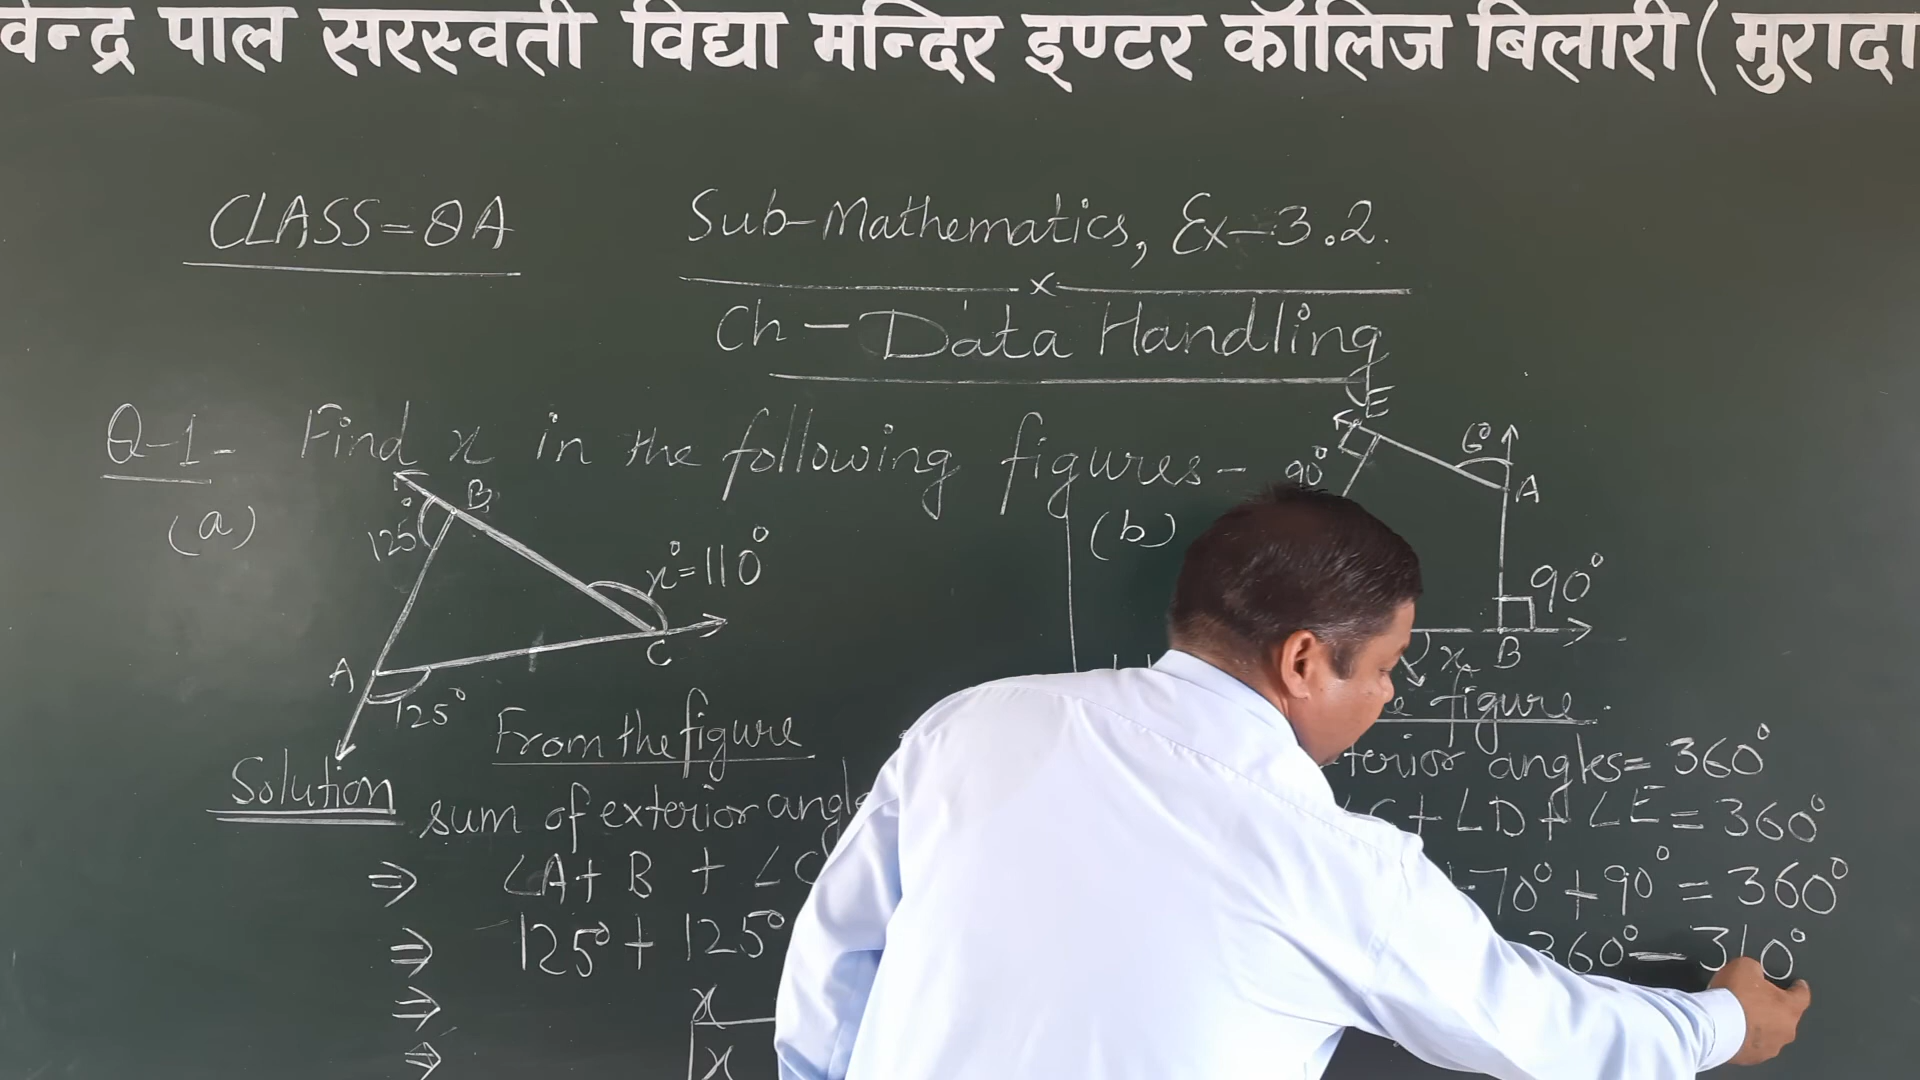 पाल सरस्वती विद्या मन्दिर इण्टर कॉलिज बिलारी (मुरादा
CLASS=8A
Sub-Mathematics, Ex-3.2.
x
Ch - Data Handling
Q-1- Find x in the following figures-
(a)
125°
B
x°=110°
A
C
125°
(b)
E
90°
6°
A
90°
x
B
Solution
From the figure
sum of exterior angle
⇒ ∠A+ B + ∠C
⇒ 125°+ 125°
⇒ x
⇒ x
figure.
terior angles= 360°
+ ∠D + ∠E = 360°
70° + 90° = 360°
360° - 310°